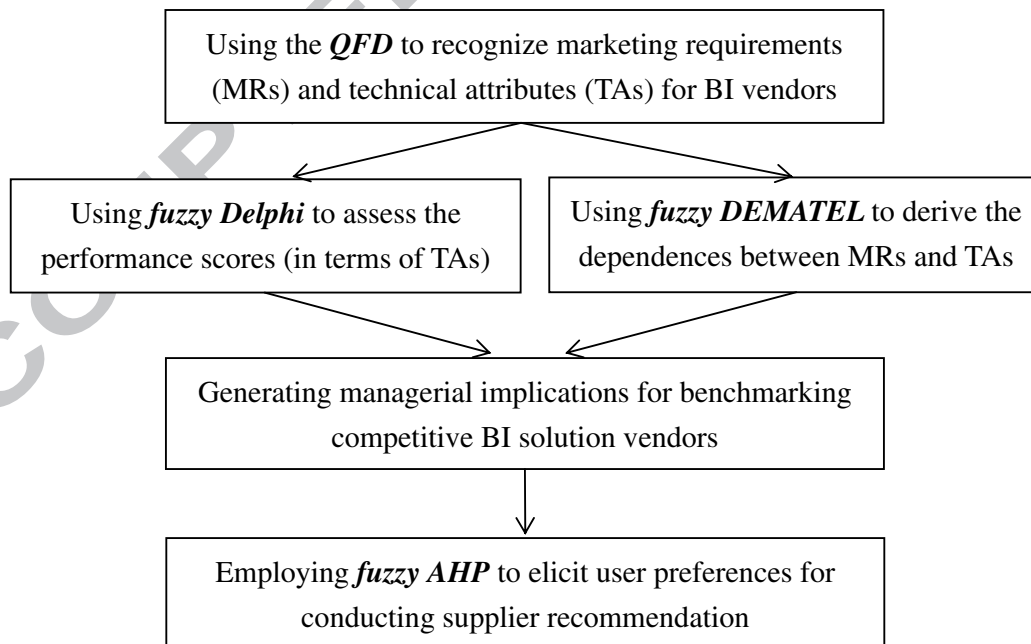 Using the QFD to recognize marketing requirements
(MRs) and technical attributes (TAs) for BI vendors
Using fuzzy Delphi to assess the
performance scores (in terms of TAs)
Using fuzzy DEMATEL to derive the
dependences between MRs and TAs
Generating managerial implications for benchmarking
competitive BI solution vendors
Employing fuzzy AHP to elicit user preferences for
conducting supplier recommendation